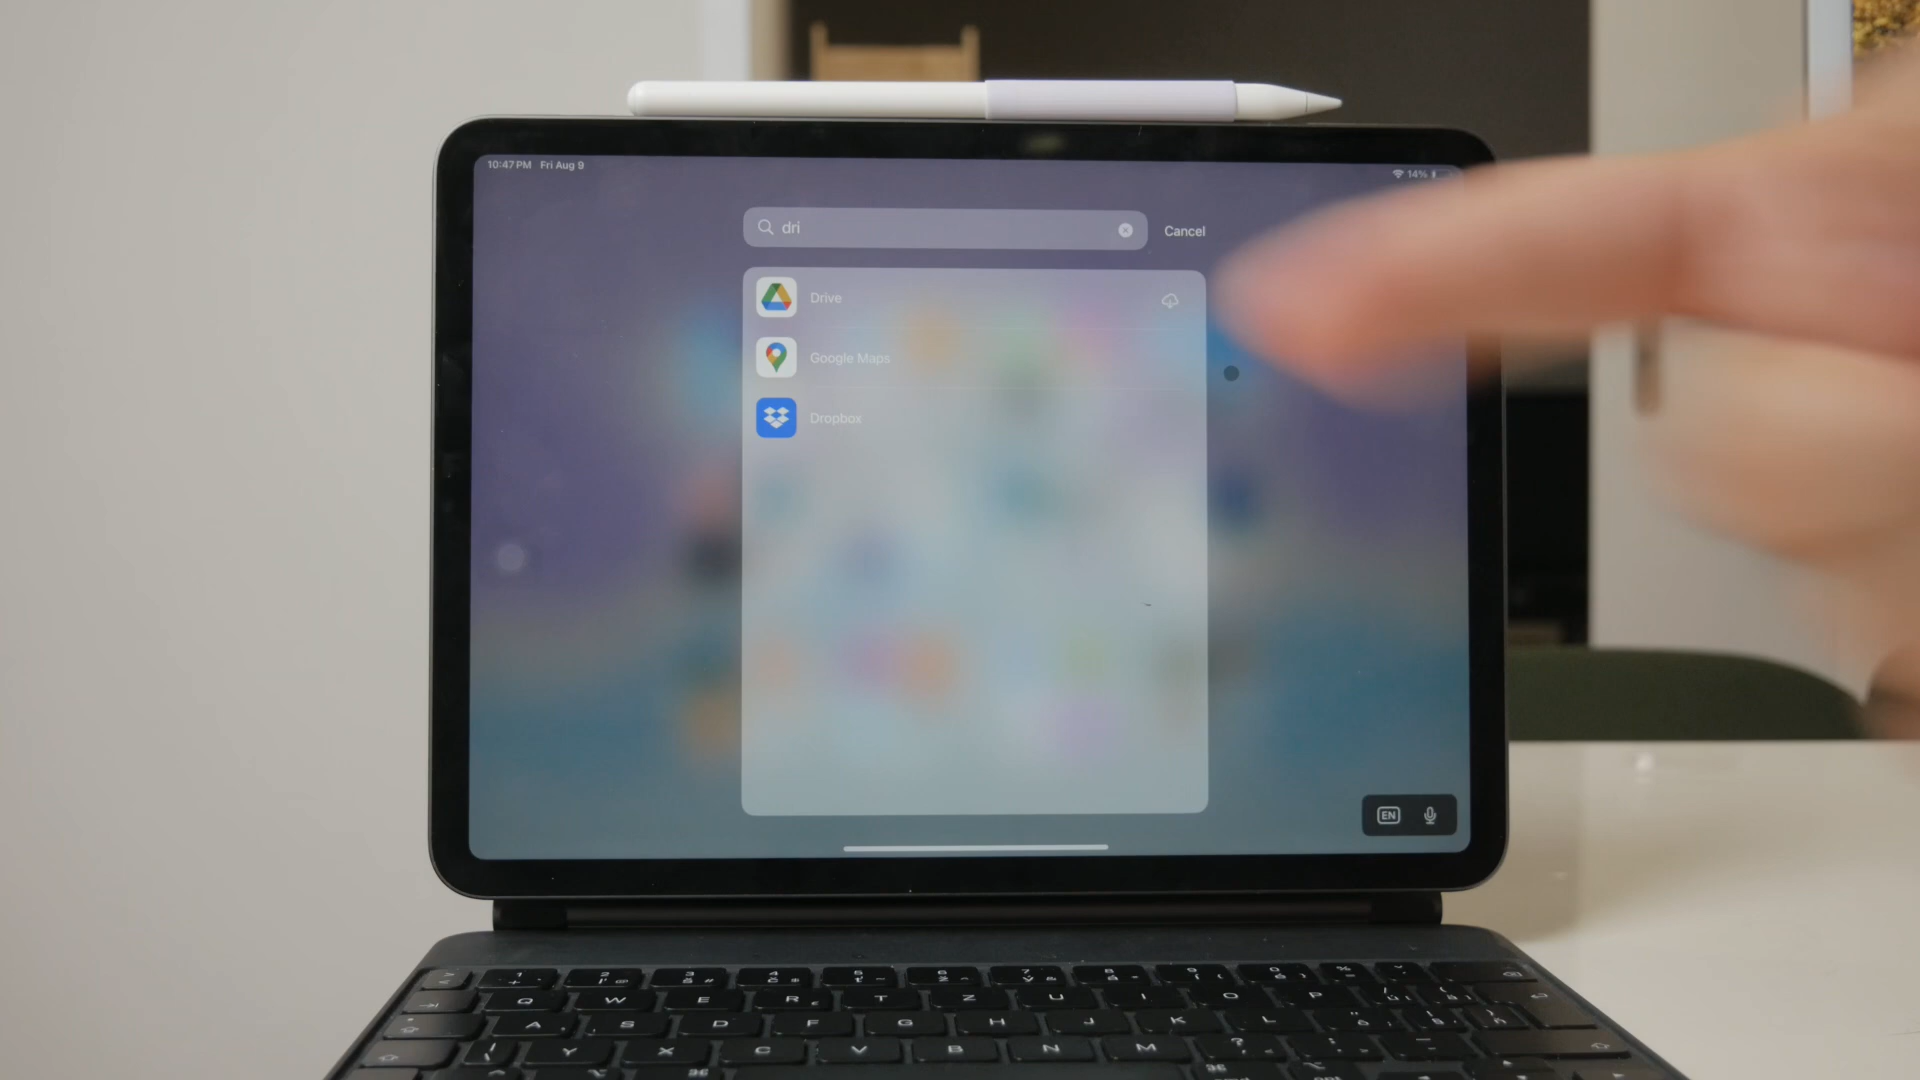 10:47 PM Fri Aug 9
14%
dri
Cancel
Drive
Google Maps
Dropbox
EN
Q W E R T Z U I O P
A S D F G H J K L
Y X C V B N M